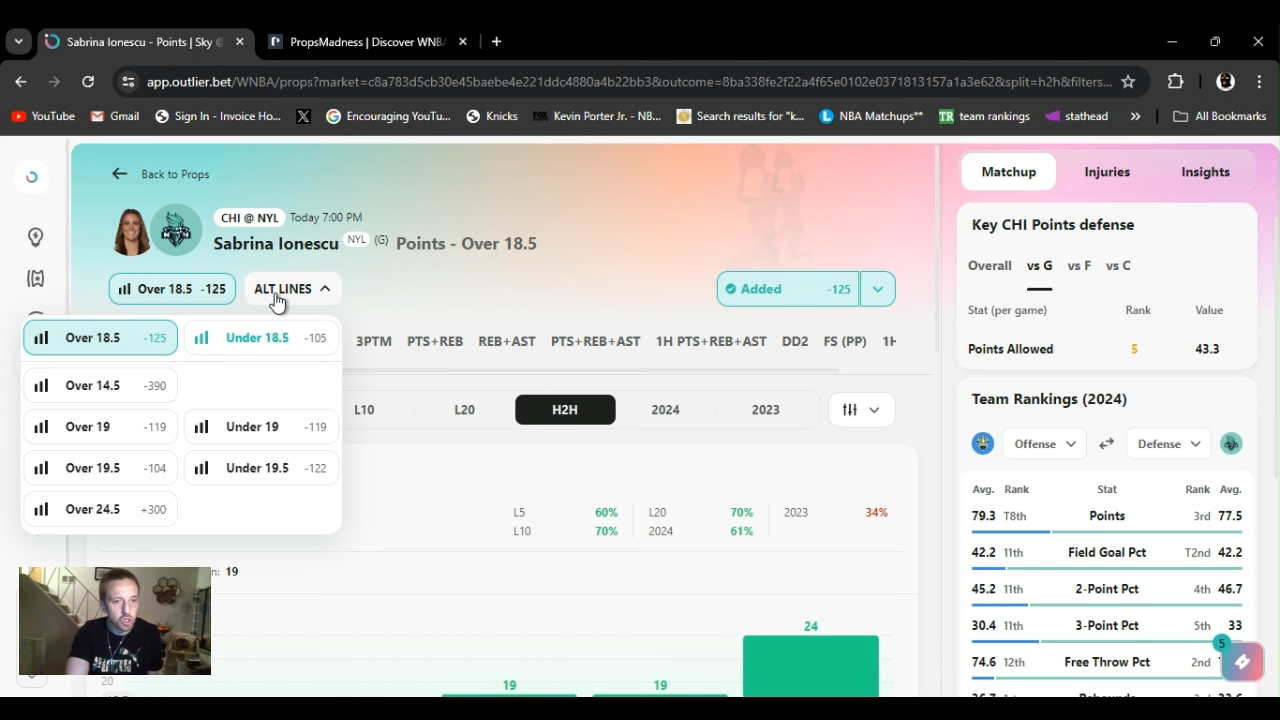 Sabrina Ionescu - Points | Sky @
PropsMadness | Discover WNB
app.outlier.bet/WNBA/props?market=c8a783d5cb30e45baebe4e221ddc4880a4b22bb3&outcome=8ba338fe2f22a4f65e0102e0371813157a1a3e62&split=h2h&filters...
YouTube
Gmail
Sign In - Invoice Ho...
Encouraging YouTu...
Knicks
Kevin Porter Jr. - NB...
Search results for "k...
NBA Matchups**
TR team rankings
stathead
»
All Bookmarks
Back to Props
CHI @ NYL Today 7:00 PM
Sabrina Ionescu NYL (G) Points - Over 18.5
Over 18.5 -125
ALT LINES
Added -125
Over 18.5 -125
Under 18.5 -105
Over 14.5 -390
Over 19 -119
Under 19 -119
Over 19.5 -104
Under 19.5 -122
Over 24.5 +300
3PTM PTS+REB REB+AST PTS+REB+AST 1H PTS+REB+AST DD2 FS (PP) 1H
L10 L20 H2H 2024 2023
L5 60% L20 70% 2023 34%
L10 70% 2024 61%
n: 19
24
19
19
20
Matchup Injuries Insights
Key CHI Points defense
Overall vs G vs F vs C
Stat (per game) Rank Value
Points Allowed 5 43.3
Team Rankings (2024)
Offense Defense
Avg. Rank Stat Rank Avg.
79.3 T8th Points 3rd 77.5
42.2 11th Field Goal Pct T2nd 42.2
45.2 11th 2-Point Pct 4th 46.7
30.4 11th 3-Point Pct 5th 33
5
74.6 12th Free Throw Pct 2nd